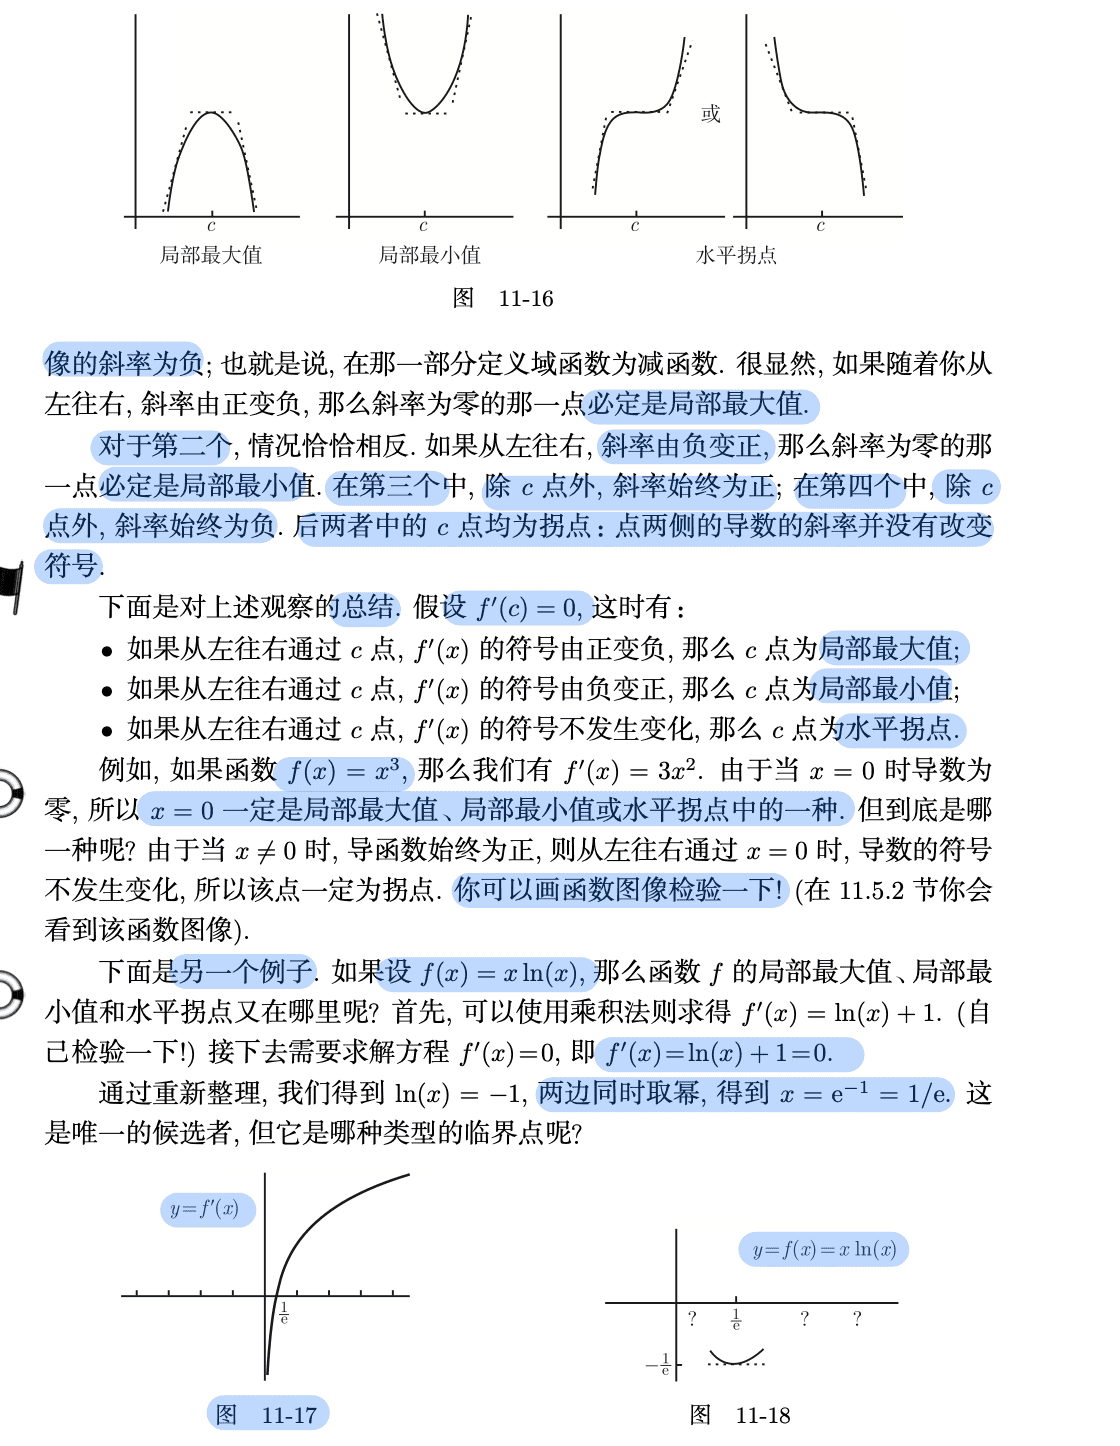 或
c
c
c
c
局部最大值
局部最小值
水平拐点
图 11-16
像的斜率为负; 也就是说, 在那一部分定义域函数为减函数. 很显然, 如果随着你从
左往右, 斜率由正变负, 那么斜率为零的那一点必定是局部最大值.
对于第二个, 情况恰恰相反. 如果从左往右, 斜率由负变正, 那么斜率为零的那
一点必定是局部最小值. 在第三个中, 除 c 点外, 斜率始终为正; 在第四个中, 除 c
点外, 斜率始终为负. 后两者中的 c 点均为拐点: 点两侧的导数的斜率并没有改变
符号.
下面是对上述观察的总结. 假设 f′(c) = 0, 这时有:
• 如果从左往右通过 c 点, f′(x) 的符号由正变负, 那么 c 点为局部最大值;
• 如果从左往右通过 c 点, f′(x) 的符号由负变正, 那么 c 点为局部最小值;
• 如果从左往右通过 c 点, f′(x) 的符号不发生变化, 那么 c 点为水平拐点.
例如, 如果函数 f(x) = x³, 那么我们有 f′(x) = 3x². 由于当 x = 0 时导数为
零, 所以 x = 0 一定是局部最大值、局部最小值或水平拐点中的一种. 但到底是哪
一种呢? 由于当 x ≠ 0 时, 导函数始终为正, 则从左往右通过 x = 0 时, 导数的符号
不发生变化, 所以该点一定为拐点. 你可以画函数图像检验一下! (在 11.5.2 节你会
看到该函数图像).
下面是另一个例子. 如果设 f(x) = x ln(x), 那么函数 f 的局部最大值、局部最
小值和水平拐点又在哪里呢? 首先, 可以使用乘积法则求得 f′(x) = ln(x) + 1. (自
己检验一下!) 接下去需要求解方程 f′(x)=0, 即 f′(x)=ln(x)+1=0.
通过重新整理, 我们得到 ln(x) = −1, 两边同时取幂, 得到 x = e⁻¹ = 1/e. 这
是唯一的候选者, 但它是哪种类型的临界点呢?
y=f′(x)
1/e
图 11-17
y=f(x)=x ln(x)
? 1/e ? ?
−1/e
图 11-18